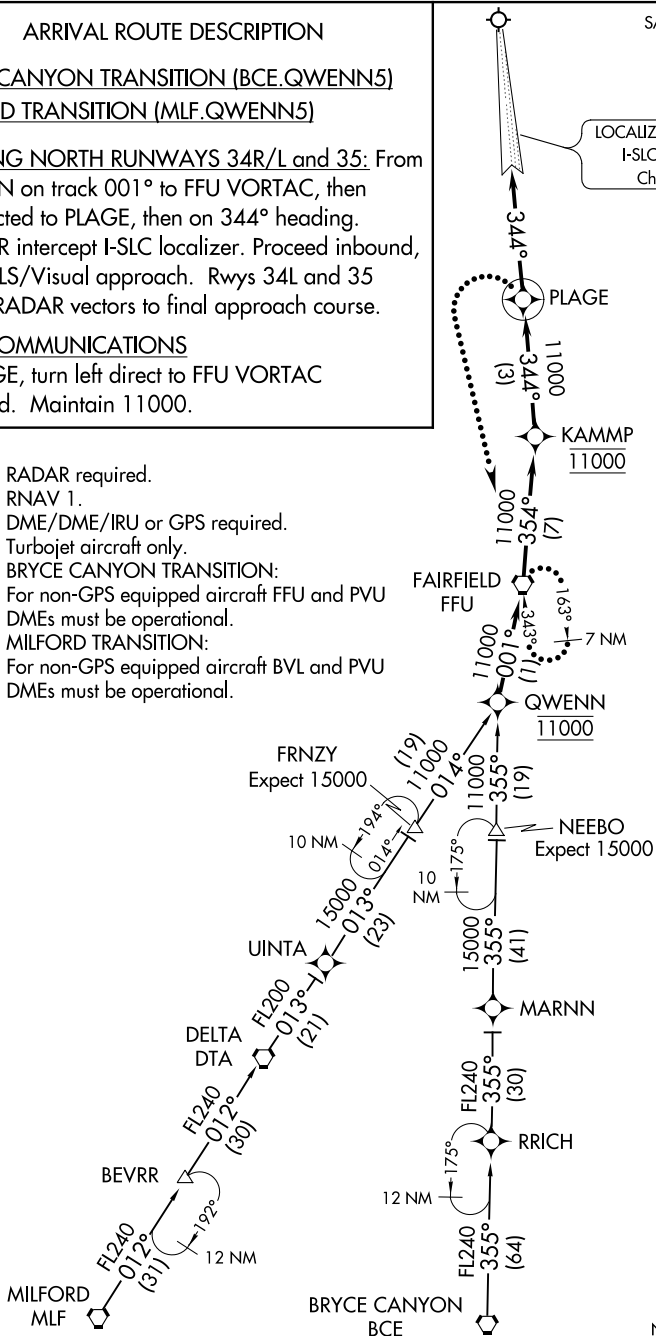 ARRIVAL ROUTE DESCRIPTION
CANYON TRANSITION (BCE.QWENN5)
D TRANSITION (MLF.QWENN5)
NG NORTH RUNWAYS 34R/L and 35: From
N on track 001° to FFU VORTAC, then
cted to PLAGE, then on 344° heading.
R intercept I-SLC localizer. Proceed inbound,
LS/Visual approach. Rwys 34L and 35
RADAR vectors to final approach course.
OMMUNICATIONS
GE, turn left direct to FFU VORTAC
d. Maintain 11000.
RADAR required.
RNAV 1.
DME/DME/IRU or GPS required.
Turbojet aircraft only.
BRYCE CANYON TRANSITION:
For non-GPS equipped aircraft FFU and PVU
DMEs must be operational.
MILFORD TRANSITION:
For non-GPS equipped aircraft BVL and PVU
DMEs must be operational.
SA
LOCALIZ
I-SLC
Ch
344°
PLAGE
11000
344°
(3)
KAMMP
11000
11000
354°
(7)
FAIRFIELD
FFU
163°
343°
7 NM
11000
001°
(1)
QWENN
11000
FRNZY
Expect 15000
(19)
11000
014°
194°
014°
10 NM
11000
355°
(19)
NEEBO
Expect 15000
175°
10
NM
15000
013°
(23)
15000
355°
(41)
UINTA
MARNN
FL200
013°
(21)
DELTA
DTA
FL240
355°
(30)
FL240
012°
(30)
RRICH
175°
12 NM
BEVRR
192°
12 NM
FL240
012°
(31)
FL240
355°
(64)
MILFORD
MLF
BRYCE CANYON
BCE
N